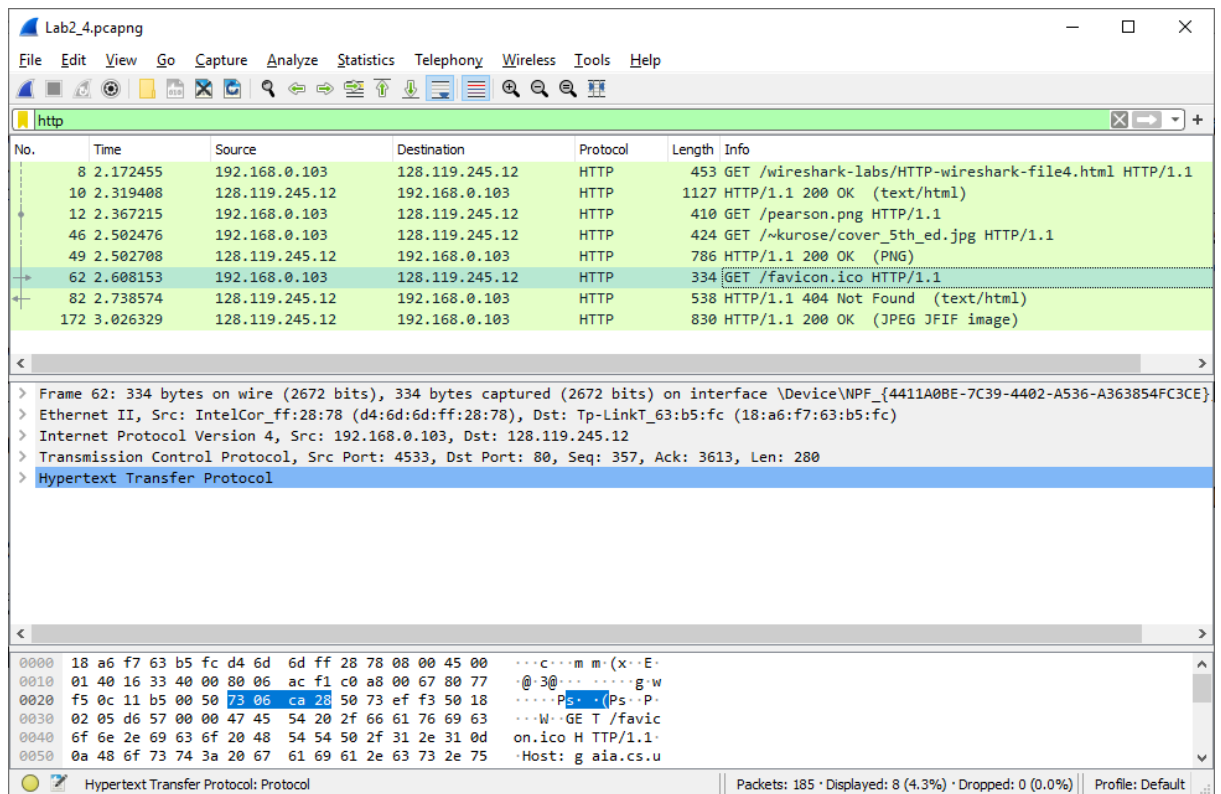 Lab2_4.pcapng
File Edit View Go Capture Analyze Statistics Telephony Wireless Tools Help
http
No. Time Source Destination Protocol Length Info
8 2.172455 192.168.0.103 128.119.245.12 HTTP 453 GET /wireshark-labs/HTTP-wireshark-file4.html HTTP/1.1
10 2.319408 128.119.245.12 192.168.0.103 HTTP 1127 HTTP/1.1 200 OK (text/html)
12 2.367215 192.168.0.103 128.119.245.12 HTTP 410 GET /pearson.png HTTP/1.1
46 2.502476 192.168.0.103 128.119.245.12 HTTP 424 GET /~kurose/cover_5th_ed.jpg HTTP/1.1
49 2.502708 128.119.245.12 192.168.0.103 HTTP 786 HTTP/1.1 200 OK (PNG)
62 2.608153 192.168.0.103 128.119.245.12 HTTP 334 GET /favicon.ico HTTP/1.1
82 2.738574 128.119.245.12 192.168.0.103 HTTP 538 HTTP/1.1 404 Not Found (text/html)
172 3.026329 128.119.245.12 192.168.0.103 HTTP 830 HTTP/1.1 200 OK (JPEG JFIF image)
> Frame 62: 334 bytes on wire (2672 bits), 334 bytes captured (2672 bits) on interface \Device\NPF_{4411A0BE-7C39-4402-A536-A363854FC3CE}
> Ethernet II, Src: IntelCor_ff:28:78 (d4:6d:6d:ff:28:78), Dst: Tp-LinkT_63:b5:fc (18:a6:f7:63:b5:fc)
> Internet Protocol Version 4, Src: 192.168.0.103, Dst: 128.119.245.12
> Transmission Control Protocol, Src Port: 4533, Dst Port: 80, Seq: 357, Ack: 3613, Len: 280
> Hypertext Transfer Protocol
0000 18 a6 f7 63 b5 fc d4 6d 6d ff 28 78 08 00 45 00 ···c···m m·(x··E·
0010 01 40 16 33 40 00 80 06 ac f1 c0 a8 00 67 80 77 ·@·3@··· ·····g·w
0020 f5 0c 11 b5 00 50 73 06 ca 28 50 73 ef f3 50 18 ·····Ps· ·(Ps··P·
0030 02 05 d6 57 00 00 47 45 54 20 2f 66 61 76 69 63 ···W··GE T /favic
0040 6f 6e 2e 69 63 6f 20 48 54 54 50 2f 31 2e 31 0d on.ico H TTP/1.1·
0050 0a 48 6f 73 74 3a 20 67 61 69 61 2e 63 73 2e 75 ·Host: g aia.cs.u
Hypertext Transfer Protocol: Protocol Packets: 185 · Displayed: 8 (4.3%) · Dropped: 0 (0.0%) Profile: Default